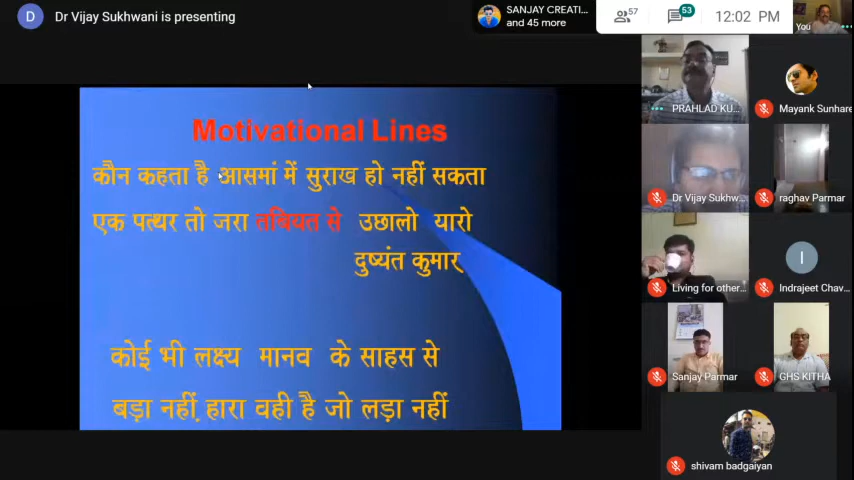 D Dr Vijay Sukhwani is presenting
SANJAY CREATI...
and 45 more
57
53
12:02 PM
You
Motivational Lines
कौन कहता है आसमां में सुराख हो नहीं सकता
एक पत्थर तो जरा तबियत से उछालो यारो
दुष्यंत कुमार
कोई भी लक्ष्य मानव के साहस से
बड़ा नहीं हारा वही है जो लड़ा नहीं
PRAHLAD KU...
Mayank Sunhare
Dr Vijay Sukhw...
raghav Parmar
Living for other...
I
Indrajeet Chav...
Sanjay Parmar
GHS KITHA
shivam badgaiyan